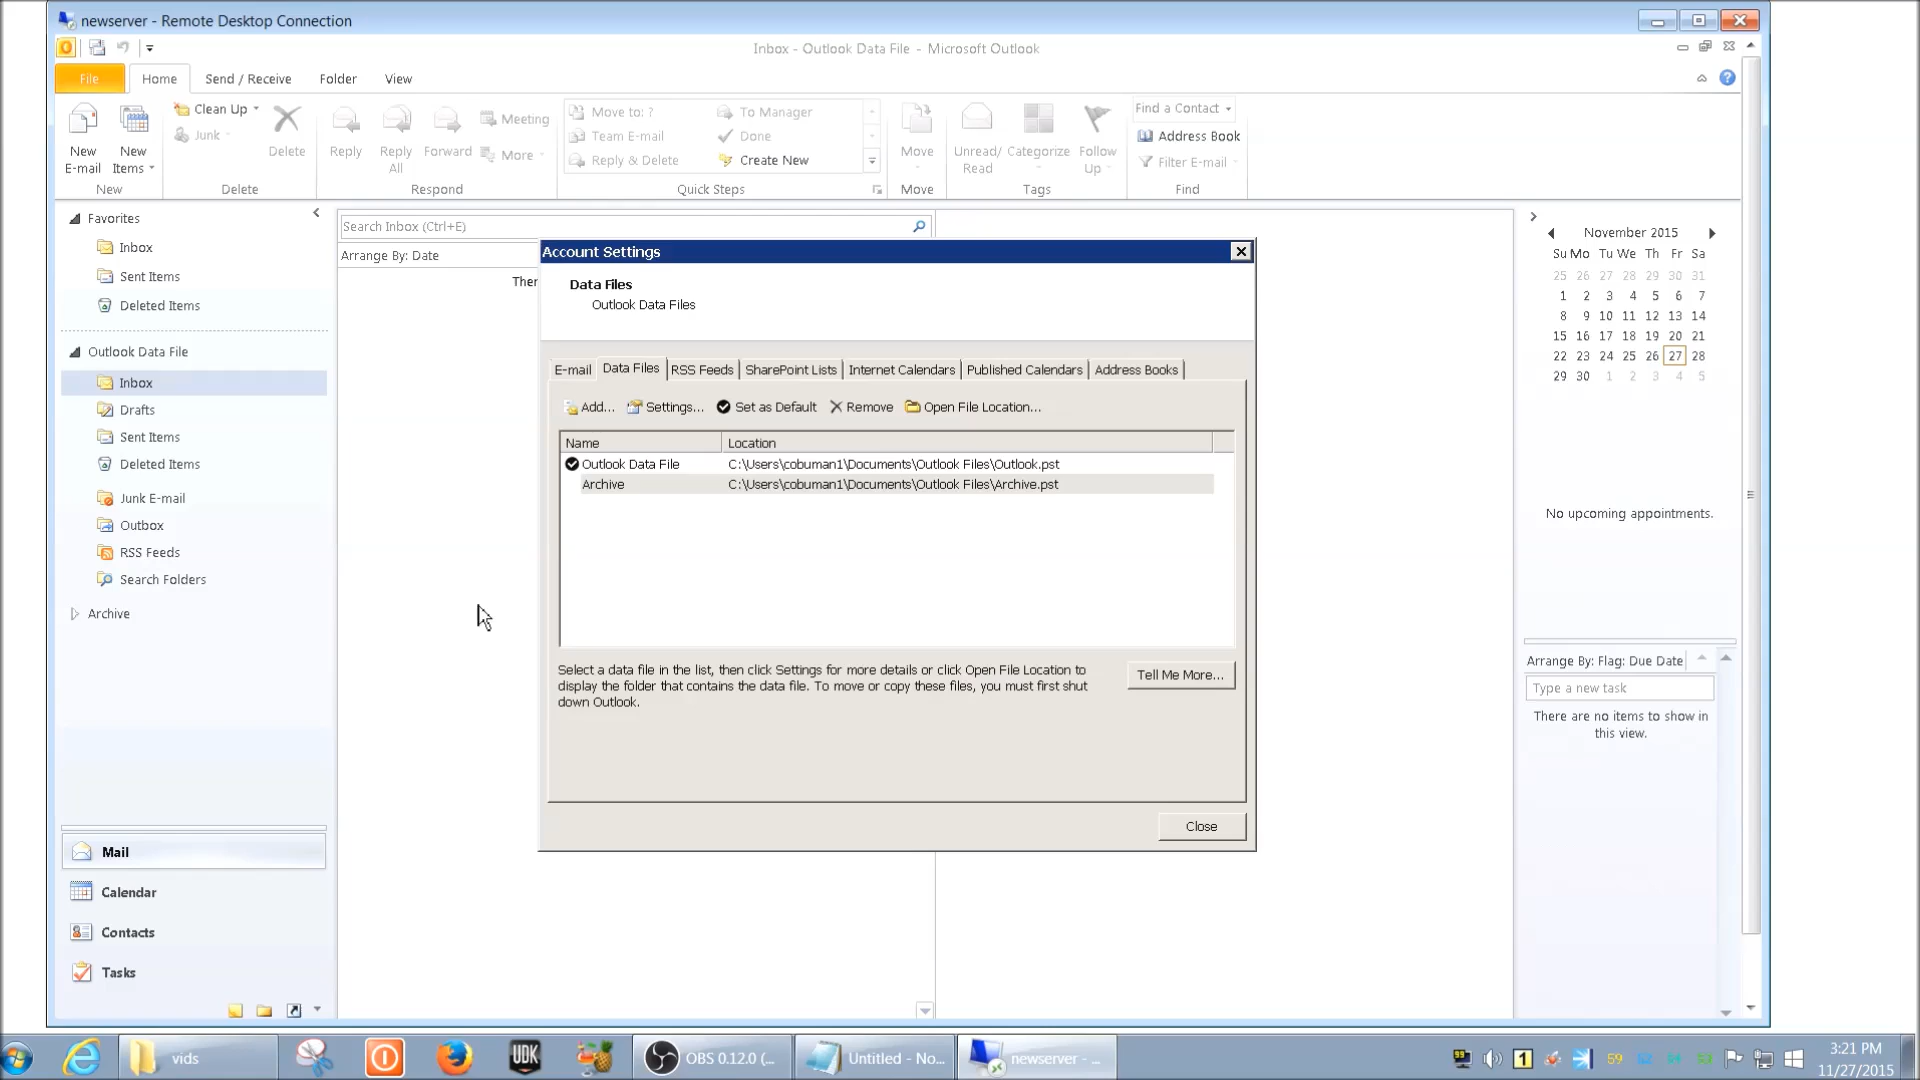 newserver - Remote Desktop Connection
Inbox - Outlook Data File - Microsoft Outlook
File
Home
Send / Receive
Folder
View
New
E-mail
New
Items
New
Clean Up
Junk
Delete
Delete
Reply
Reply
All
Forward
Meeting
More
Respond
Move to: ?
Team E-mail
Reply & Delete
To Manager
Done
Create New
Quick Steps
Move
Move
Unread/
Read
Categorize
Follow
Up
Tags
Find a Contact
Address Book
Filter E-mail
Find
Favorites
Inbox
Sent Items
Deleted Items
Outlook Data File
Inbox
Drafts
Sent Items
Deleted Items
Junk E-mail
Outbox
RSS Feeds
Search Folders
Archive
Mail
Calendar
Contacts
Tasks
Search Inbox (Ctrl+E)
Arrange By: Date
Ther
Account Settings
Data Files
Outlook Data Files
E-mail
Data Files
RSS Feeds
SharePoint Lists
Internet Calendars
Published Calendars
Address Books
Add...
Settings...
Set as Default
Remove
Open File Location...
Name Location
Outlook Data File C:\Users\cobuman1\Documents\Outlook Files\Outlook.pst
Archive C:\Users\cobuman1\Documents\Outlook Files\Archive.pst
Select a data file in the list, then click Settings for more details or click Open File Location to
display the folder that contains the data file. To move or copy these files, you must first shut
down Outlook.
Tell Me More...
Close
November 2015
Su Mo Tu We Th Fr Sa
25 26 27 28 29 30 31
1 2 3 4 5 6 7
8 9 10 11 12 13 14
15 16 17 18 19 20 21
22 23 24 25 26 27 28
29 30 1 2 3 4 5
No upcoming appointments.
Arrange By: Flag: Due Date
Type a new task
There are no items to show in
this view.
vids
UDK
OBS 0.12.0 (...
Untitled - No...
newserver - ...
1
59
3:21 PM
11/27/2015